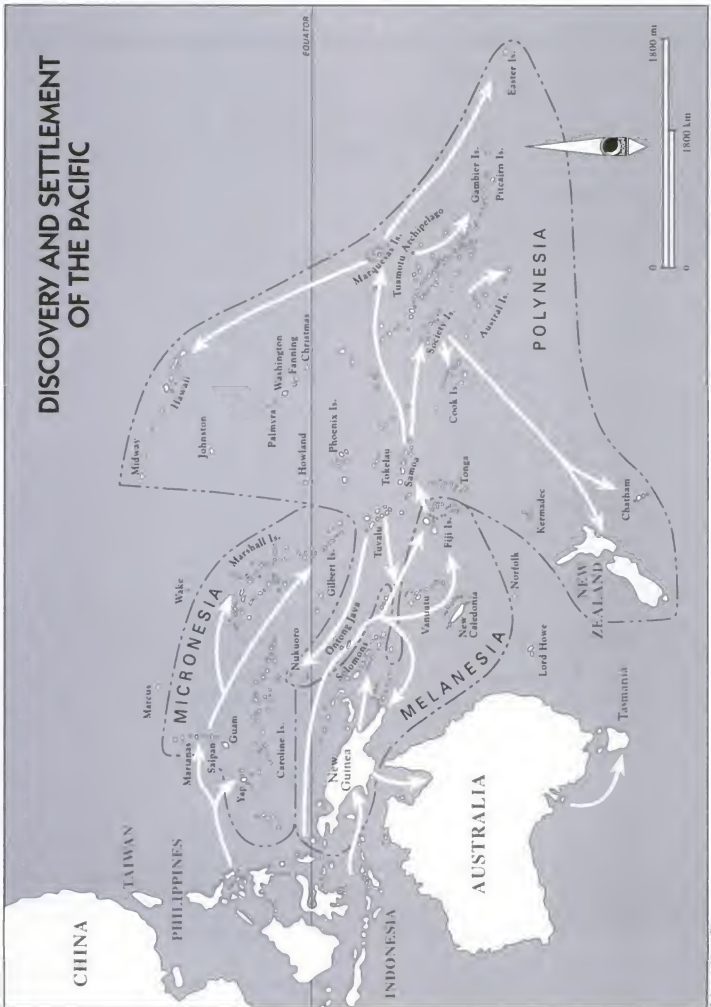 DISCOVERY AND SETTLEMENT
OF THE PACIFIC
CHINA
TAIWAN
PHILIPPINES
INDONESIA
Marcus
Wake
Midway
Hawaii
Johnston
MICRONESIA
Marianas
Saipan
Guam
Yap
Caroline Is.
Marshall Is.
Palmyra
Washington
Fanning
Christmas
EQUATOR
Nukuoro
Gilbert Is.
Howland
Phoenix Is.
New
Guinea
Ontong Java
Solomons
Tuvalu
Tokelau
Samoa
Marquesas Is.
Tuamotu Archipelago
MELANESIA
Vanuatu
Fiji Is.
Tonga
New
Caledonia
Cook Is.
Society Is.
Austral Is.
Gambier Is.
Pitcairn Is.
Easter Is.
AUSTRALIA
Lord Howe
Norfolk
Kermadec
POLYNESIA
Tasmania
NEW
ZEALAND
Chatham
0
1800 mi
0
1800 km